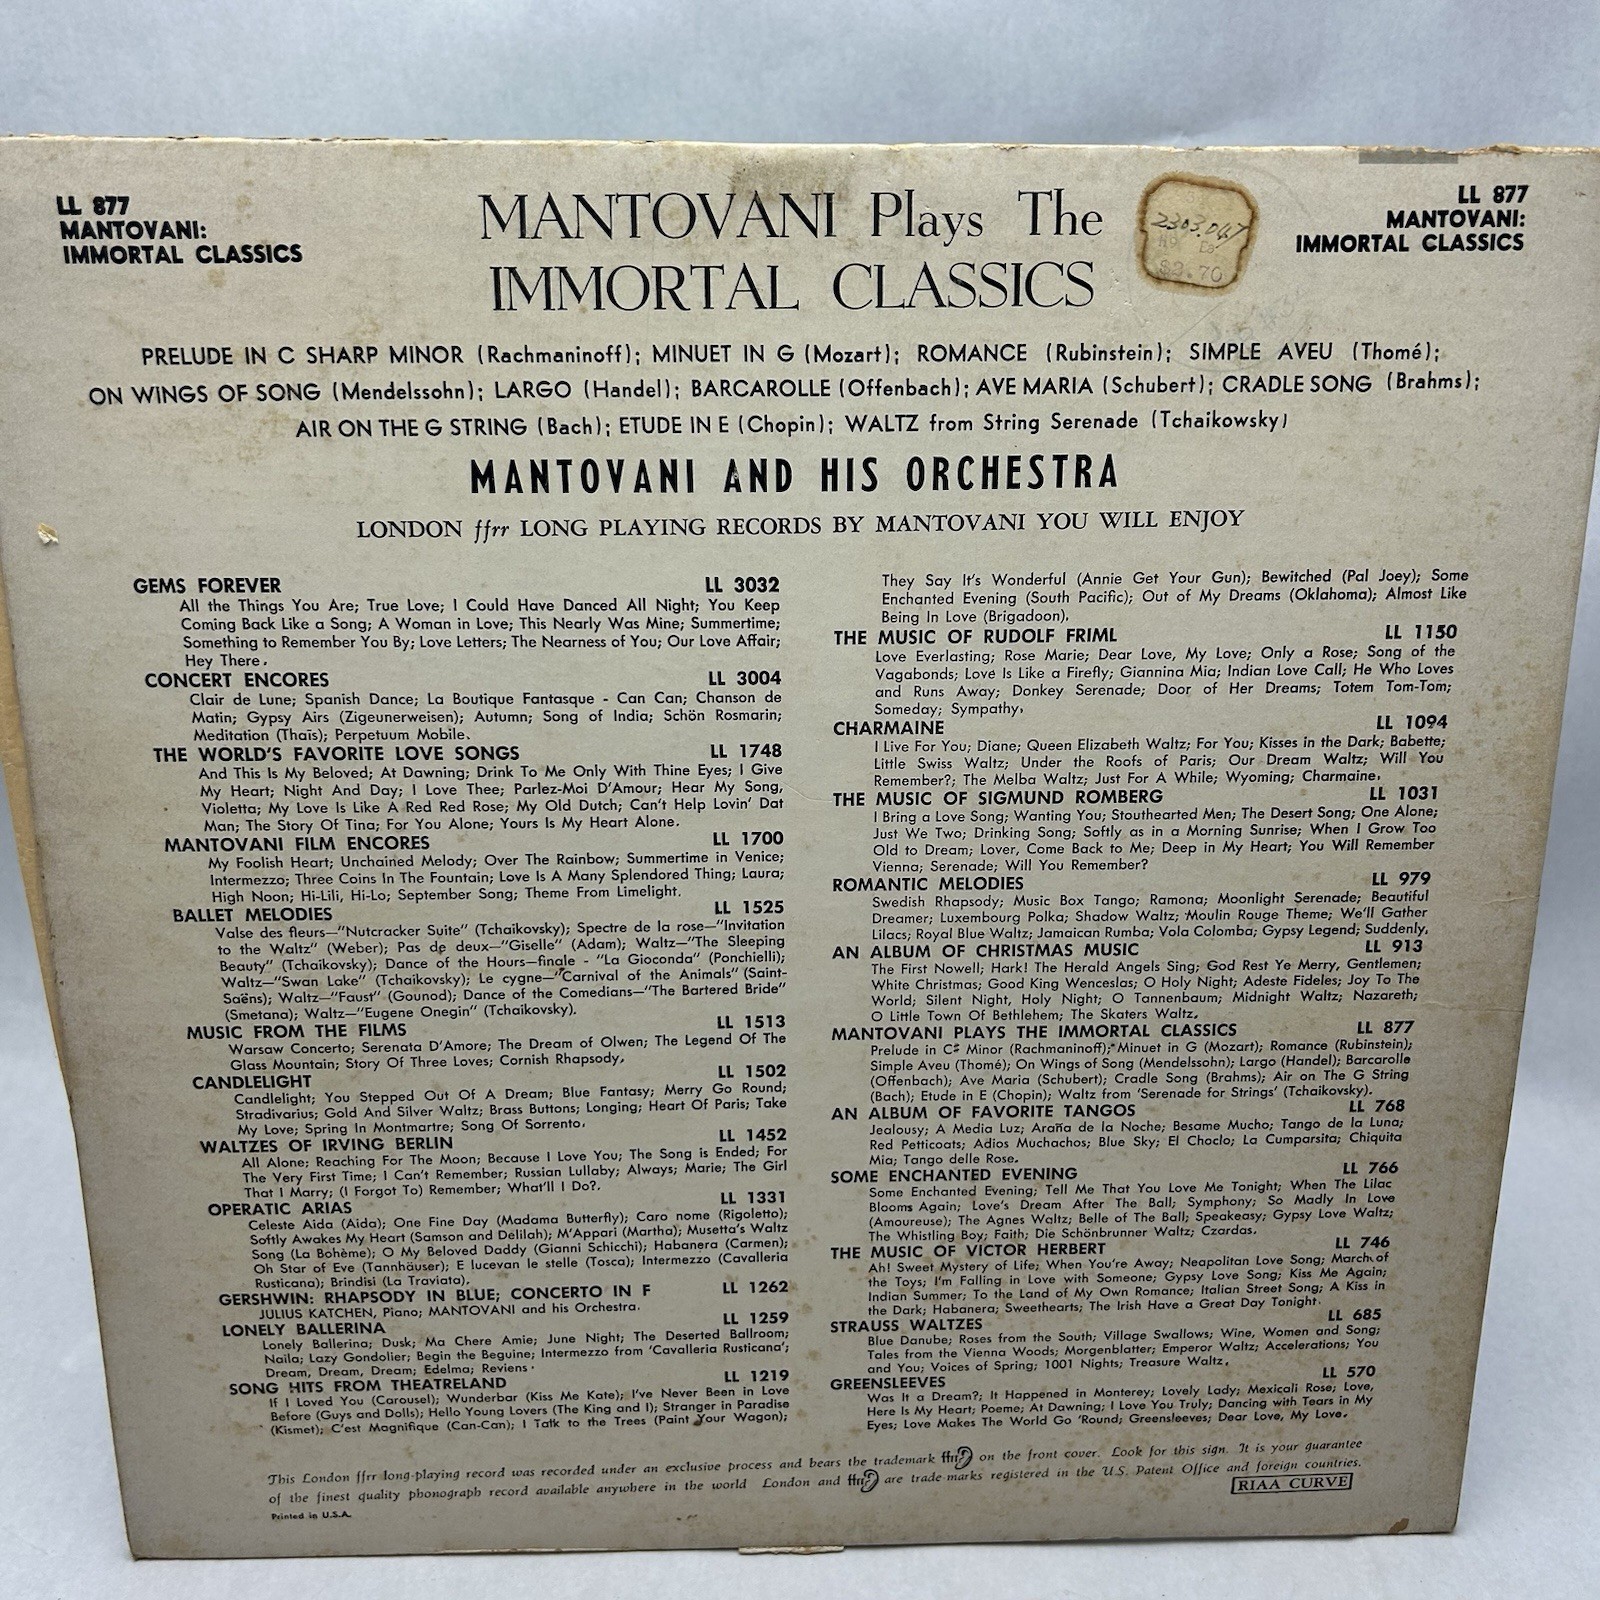 LL 877
MANTOVANI:
IMMORTAL CLASSICS
MANTOVANI Plays The
IMMORTAL CLASSICS
LL 877
MANTOVANI:
IMMORTAL CLASSICS
2303.047
$3.70
PRELUDE IN C SHARP MINOR (Rachmaninoff); MINUET IN G (Mozart); ROMANCE (Rubinstein); SIMPLE AVEU (Thomé);
ON WINGS OF SONG (Mendelssohn); LARGO (Handel); BARCAROLLE (Offenbach); AVE MARIA (Schubert); CRADLE SONG (Brahms);
AIR ON THE G STRING (Bach); ETUDE IN E (Chopin); WALTZ from String Serenade (Tchaikowsky)
MANTOVANI AND HIS ORCHESTRA
LONDON ffrr LONG PLAYING RECORDS BY MANTOVANI YOU WILL ENJOY
GEMS FOREVER LL 3032
All the Things You Are; True Love; I Could Have Danced All Night; You Keep
Coming Back Like a Song; A Woman in Love; This Nearly Was Mine; Summertime;
Something to Remember You By; Love Letters; The Nearness of You; Our Love Affair;
Hey There.
CONCERT ENCORES LL 3004
Clair de Lune; Spanish Dance; La Boutique Fantasque - Can Can; Chanson de
Matin; Gypsy Airs (Zigeunerweisen); Autumn; Song of India; Schön Rosmarin;
Meditation (Thaïs); Perpetuum Mobile.
THE WORLD'S FAVORITE LOVE SONGS LL 1748
And This Is My Beloved; At Dawning; Drink To Me Only With Thine Eyes; I Give
My Heart; Night And Day; I Love Thee; Parlez-Moi D'Amour; Hear My Song,
Violetta; My Love Is Like A Red Red Rose; My Old Dutch; Can't Help Lovin' Dat
Man; The Story Of Tina; For You Alone; Yours Is My Heart Alone.
MANTOVANI FILM ENCORES LL 1700
My Foolish Heart; Unchained Melody; Over The Rainbow; Summertime in Venice;
Intermezzo; Three Coins In The Fountain; Love Is A Many Splendored Thing; Laura;
High Noon; Hi-Lili, Hi-Lo; September Song; Theme From Limelight.
BALLET MELODIES LL 1525
Valse des fleurs—"Nutcracker Suite" (Tchaikovsky); Spectre de la rose—"Invitation
to the Waltz" (Weber); Pas de deux—"Giselle" (Adam); Waltz—"The Sleeping
Beauty" (Tchaikovsky); Dance of the Hours—finale - "La Gioconda" (Ponchielli);
Waltz—"Swan Lake" (Tchaikovsky); Le cygne—"Carnival of the Animals" (Saint-
Saëns); Waltz—"Faust" (Gounod); Dance of the Comedians—"The Bartered Bride"
(Smetana); Waltz—"Eugene Onegin" (Tchaikovsky).
MUSIC FROM THE FILMS LL 1513
Warsaw Concerto; Serenata D'Amore; The Dream of Olwen; The Legend Of The
Glass Mountain; Story Of Three Loves; Cornish Rhapsody.
CANDLELIGHT LL 1502
Candlelight; You Stepped Out Of A Dream; Blue Fantasy; Merry Go Round;
Stradivarius; Gold And Silver Waltz; Brass Buttons; Longing; Heart Of Paris; Take
My Love; Spring In Montmartre; Song Of Sorrento.
WALTZES OF IRVING BERLIN LL 1452
All Alone; Reaching For The Moon; Because I Love You; The Song is Ended; For
The Very First Time; I Can't Remember; Russian Lullaby; Always; Marie; The Girl
That I Marry; (I Forgot To) Remember; What'll I Do?.
OPERATIC ARIAS LL 1331
Celeste Aida (Aida); One Fine Day (Madama Butterfly); Caro nome (Rigoletto);
Softly Awakes My Heart (Samson and Delilah); M'Appari (Martha); Musetta's Waltz
Song (La Bohème); O My Beloved Daddy (Gianni Schicchi); Habanera (Carmen);
Oh Star of Eve (Tannhäuser); E lucevan le stelle (Tosca); Intermezzo (Cavalleria
Rusticana); Brindisi (La Traviata).
GERSHWIN: RHAPSODY IN BLUE; CONCERTO IN F LL 1262
JULIUS KATCHEN, Piano; MANTOVANI and his Orchestra.
LONELY BALLERINA LL 1259
Lonely Ballerina; Dusk; Ma Chere Amie; June Night; The Deserted Ballroom;
Naila; Lazy Gondolier; Begin the Beguine; Intermezzo from 'Cavalleria Rusticana';
Dream, Dream, Dream; Edelma; Reviens.
SONG HITS FROM THEATRELAND LL 1219
If I Loved You (Carousel); Wunderbar (Kiss Me Kate); I've Never Been in Love
Before (Guys and Dolls); Hello Young Lovers (The King and I); Stranger in Paradise
(Kismet); C'est Magnifique (Can-Can); I Talk to the Trees (Paint Your Wagon);
They Say It's Wonderful (Annie Get Your Gun); Bewitched (Pal Joey); Some
Enchanted Evening (South Pacific); Out of My Dreams (Oklahoma); Almost Like
Being In Love (Brigadoon).
THE MUSIC OF RUDOLF FRIML LL 1150
Love Everlasting; Rose Marie; Dear Love, My Love; Only a Rose; Song of the
Vagabonds; Love Is Like a Firefly; Giannina Mia; Indian Love Call; He Who Loves
and Runs Away; Donkey Serenade; Door of Her Dreams; Totem Tom-Tom;
Someday; Sympathy.
CHARMAINE LL 1094
I Live For You; Diane; Queen Elizabeth Waltz; For You; Kisses in the Dark; Babette;
Little Swiss Waltz; Under the Roofs of Paris; Our Dream Waltz; Will You
Remember?; The Melba Waltz; Just For A While; Wyoming; Charmaine.
THE MUSIC OF SIGMUND ROMBERG LL 1031
I Bring a Love Song; Wanting You; Stouthearted Men; The Desert Song; One Alone;
Just We Two; Drinking Song; Softly as in a Morning Sunrise; When I Grow Too
Old to Dream; Lover, Come Back to Me; Deep in My Heart; You Will Remember
Vienna; Serenade; Will You Remember?
ROMANTIC MELODIES LL 979
Swedish Rhapsody; Music Box Tango; Ramona; Moonlight Serenade; Beautiful
Dreamer; Luxembourg Polka; Shadow Waltz; Moulin Rouge Theme; We'll Gather
Lilacs; Royal Blue Waltz; Jamaican Rumba; Vola Colomba; Gypsy Legend; Suddenly.
AN ALBUM OF CHRISTMAS MUSIC LL 913
The First Nowell; Hark! The Herald Angels Sing; God Rest Ye Merry, Gentlemen;
White Christmas; Good King Wenceslas; O Holy Night; Adeste Fideles; Joy To The
World; Silent Night, Holy Night; O Tannenbaum; Midnight Waltz; Nazareth;
O Little Town Of Bethlehem; The Skaters Waltz.
MANTOVANI PLAYS THE IMMORTAL CLASSICS LL 877
Prelude in C♯ Minor (Rachmaninoff); Minuet in G (Mozart); Romance (Rubinstein);
Simple Aveu (Thomé); On Wings of Song (Mendelssohn); Largo (Handel); Barcarolle
(Offenbach); Ave Maria (Schubert); Cradle Song (Brahms); Air on The G String
(Bach); Etude in E (Chopin); Waltz from 'Serenade for Strings' (Tchaikovsky).
AN ALBUM OF FAVORITE TANGOS LL 768
Jealousy; A Media Luz; Araña de la Noche; Besame Mucho; Tango de la Luna;
Red Petticoats; Adios Muchachos; Blue Sky; El Choclo; La Cumparsita; Chiquita
Mia; Tango delle Rose.
SOME ENCHANTED EVENING LL 766
Some Enchanted Evening; Tell Me That You Love Me Tonight; When The Lilac
Blooms Again; Love's Dream After The Ball; Symphony; So Madly In Love
(Amoureuse); The Agnes Waltz; Belle of The Ball; Speakeasy; Gypsy Love Waltz;
The Whistling Boy; Faith; Die Schönbrunner Waltz; Czardas.
THE MUSIC OF VICTOR HERBERT LL 746
Ah! Sweet Mystery of Life; When You're Away; Neapolitan Love Song; March of
the Toys; I'm Falling in Love with Someone; Gypsy Love Song; Kiss Me Again;
Indian Summer; To the Land of My Own Romance; Italian Street Song; A Kiss in
the Dark; Habanera; Sweethearts; The Irish Have a Great Day Tonight.
STRAUSS WALTZES LL 685
Blue Danube; Roses from the South; Village Swallows; Wine, Women and Song;
Tales from the Vienna Woods; Morgenblatter; Emperor Waltz; Accelerations; You
and You; Voices of Spring; 1001 Nights; Treasure Waltz.
GREENSLEEVES LL 570
Was It a Dream?; It Happened in Monterey; Lovely Lady; Mexicali Rose; Love,
Here Is My Heart; Poeme; At Dawning; I Love You Truly; Dancing with Tears in My
Eyes; Love Makes The World Go 'Round; Greensleeves; Dear Love, My Love.
This London ffrr long-playing record was recorded under an exclusive process and bears the trademark ffrr on the front cover. Look for this sign. It is your guarantee
of the finest quality phonograph record available anywhere in the world London and ffrr are trade-marks registered in the U.S. Patent Office and foreign countries.
RIAA CURVE
Printed in U.S.A.